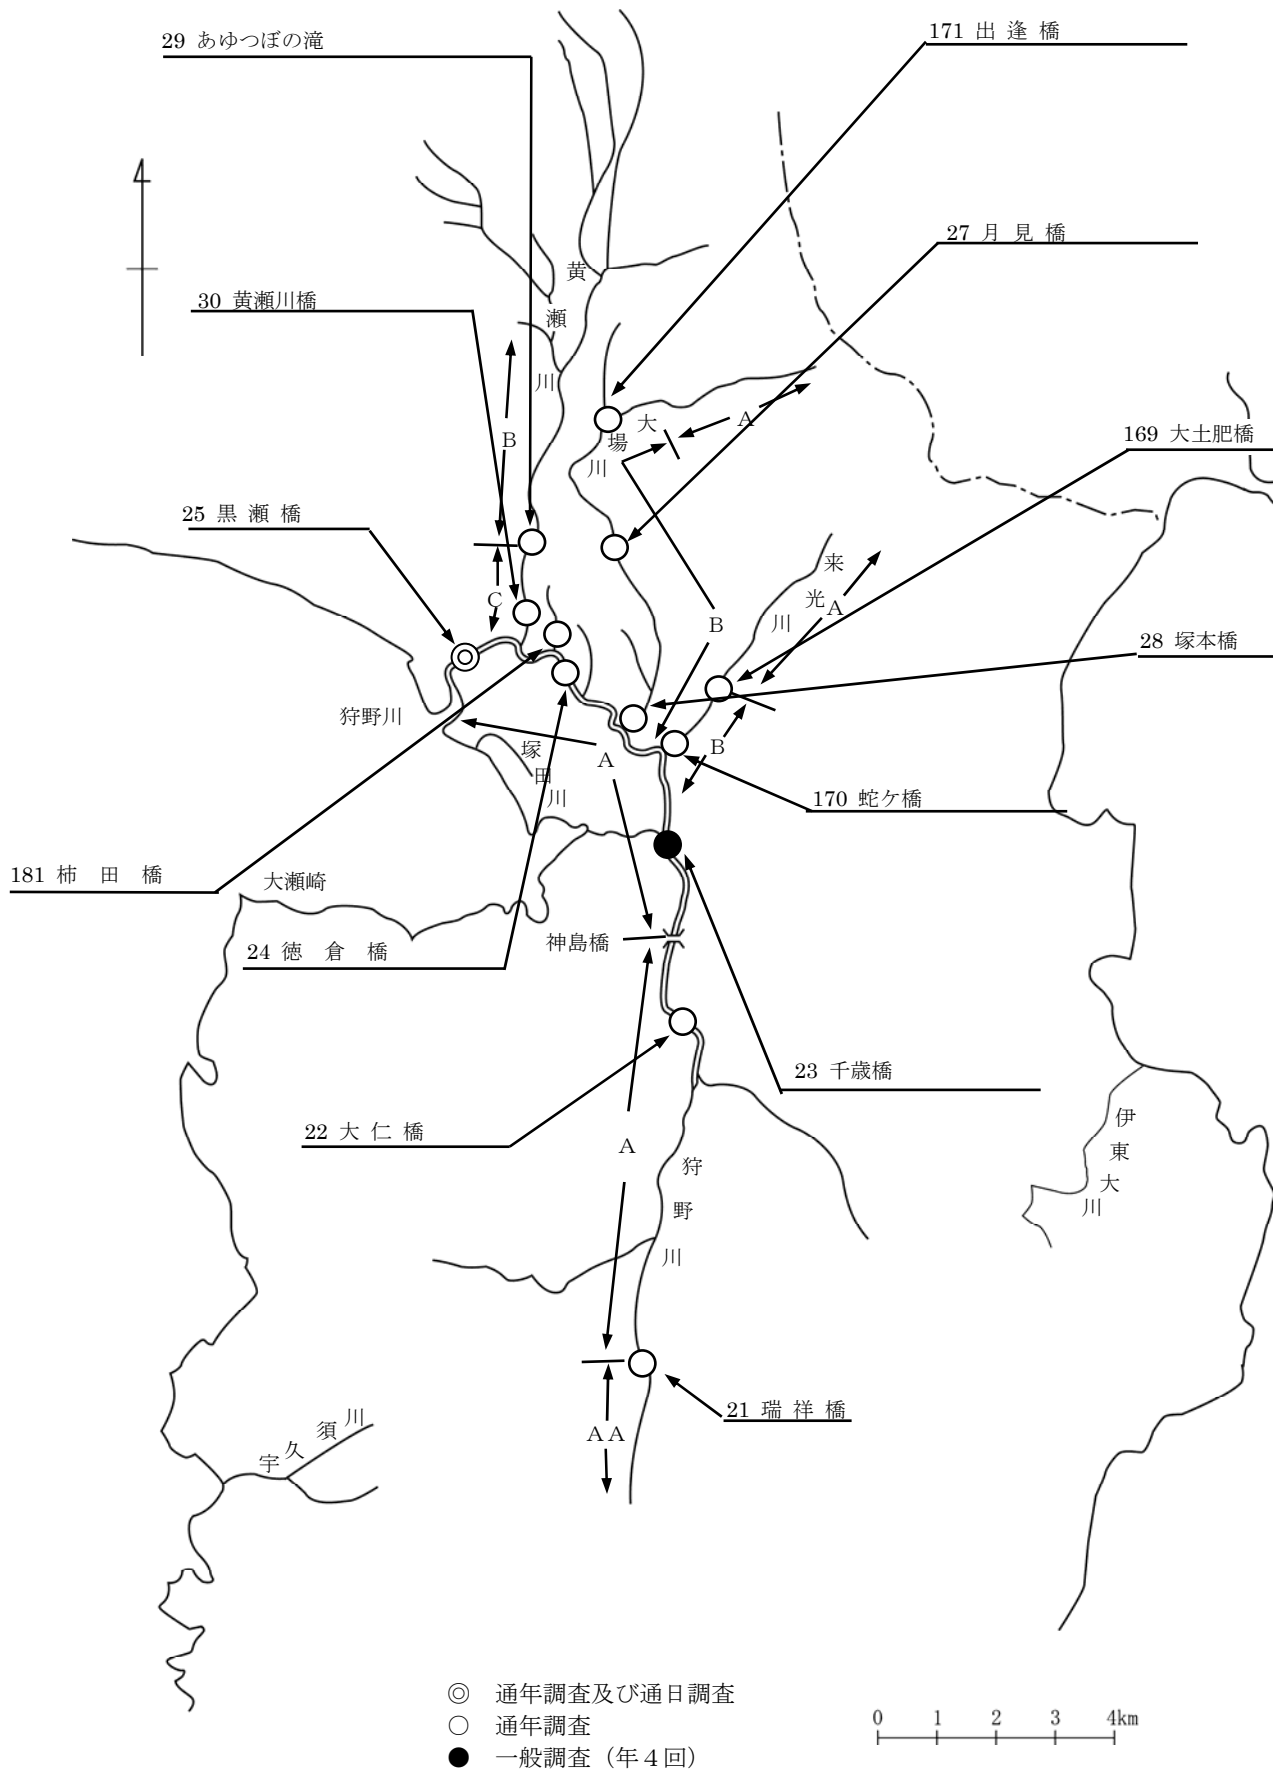 29 あゆつぼの滝
171 出 逢 橋
27 月 見 橋
黄瀬川
30 黄瀬川橋
B
大場川
A
169 大土肥橋
25 黒 瀬 橋
来光川
A
C
B
28 塚本橋
狩野川
塚田川
A
B
170 蛇ケ橋
181 柿 田 橋
大瀬崎
24 徳 倉 橋
神島橋
23 千歳橋
22 大 仁 橋
A
狩野川
伊東大川
21 瑞 祥 橋
AA
宇久須川
◎ 通年調査及び通日調査
○ 通年調査
● 一般調査（年４回）
0 1 2 3 4km